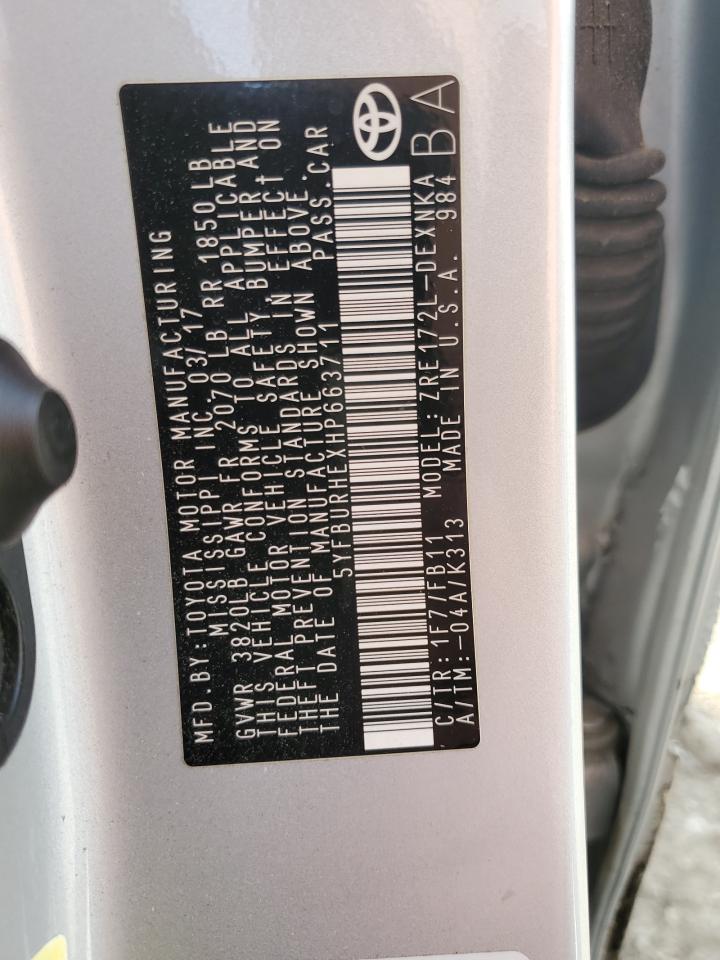 MFD.BY:TOYOTA MOTOR MANUFACTURING
MISSISSIPPI INC 03/17
GVWR 3820LB GAWR FR 2070 LB RR 1850 LB
THIS VEHICLE CONFORMS TO ALL APPLICABLE
FEDERAL MOTOR VEHICLE SAFETY, BUMPER, AND
THEFT PREVENTION STANDARDS IN EFFECT ON
THE DATE OF MANUFACTURE SHOWN ABOVE.
5YFBURHEXHP663711 PASS.CAR
C/TR:1F7/FB11 MODEL:ZRE172L-DEXNKA
A/TM:-04A/K313 MADE IN U.S.A. 984
BA